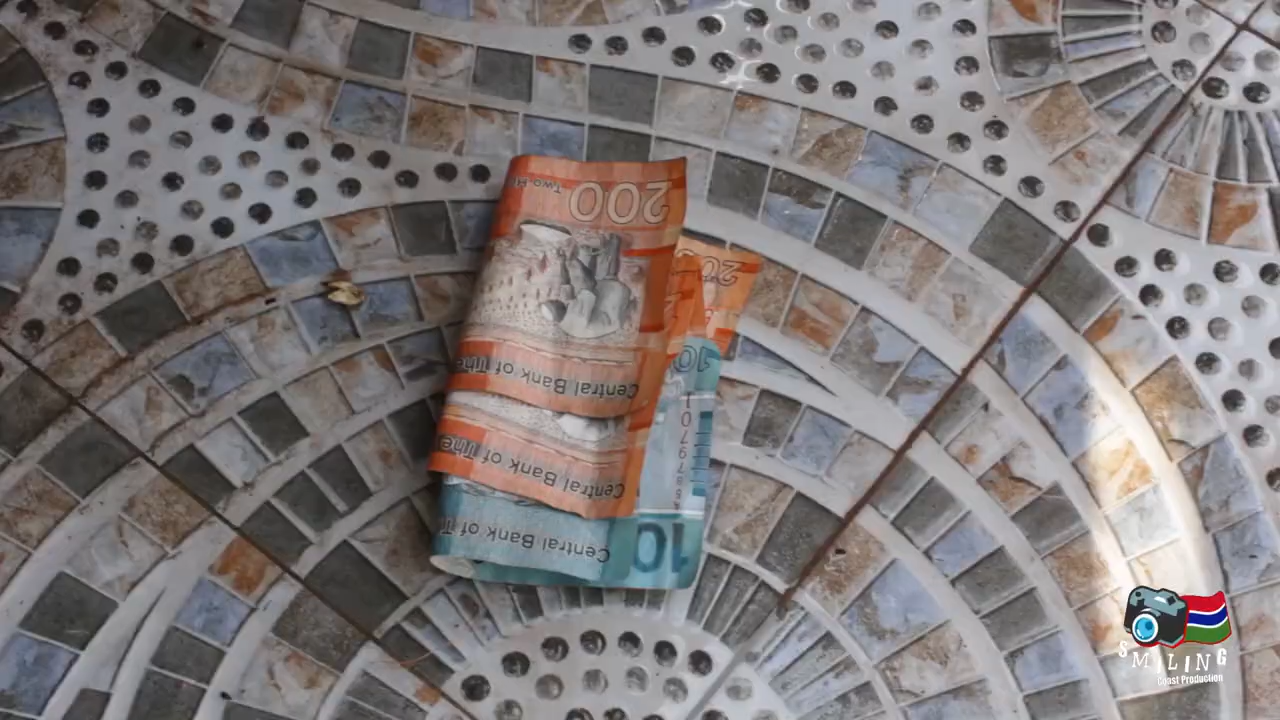 200
Two H
20
10
Central Bank of the
Central Bank of the
Central Bank of T
10
SMILING
Coast Production